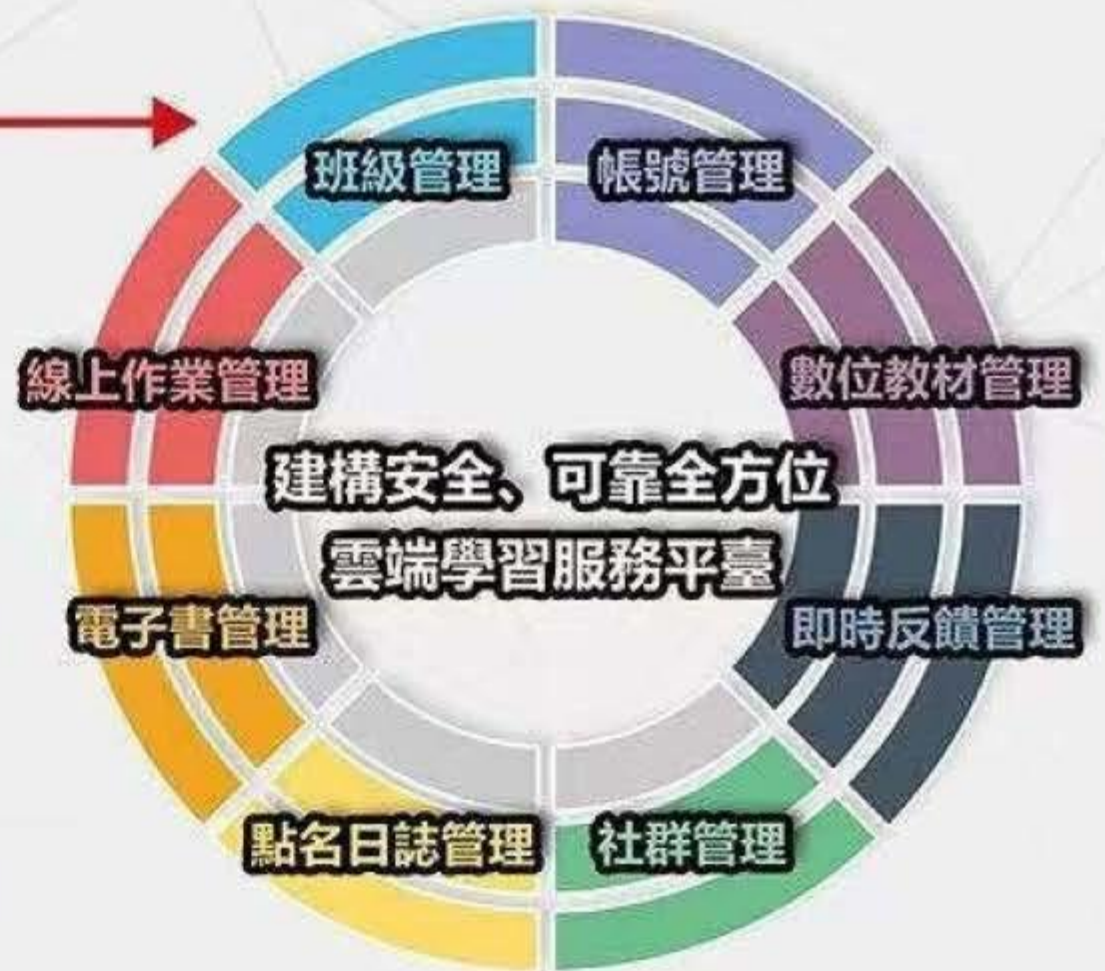 班級管理
帳號管理
線上作業管理
數位教材管理
建構安全、可靠全方位
雲端學習服務平臺
電子書管理
即時反饋管理
點名日誌管理
社群管理